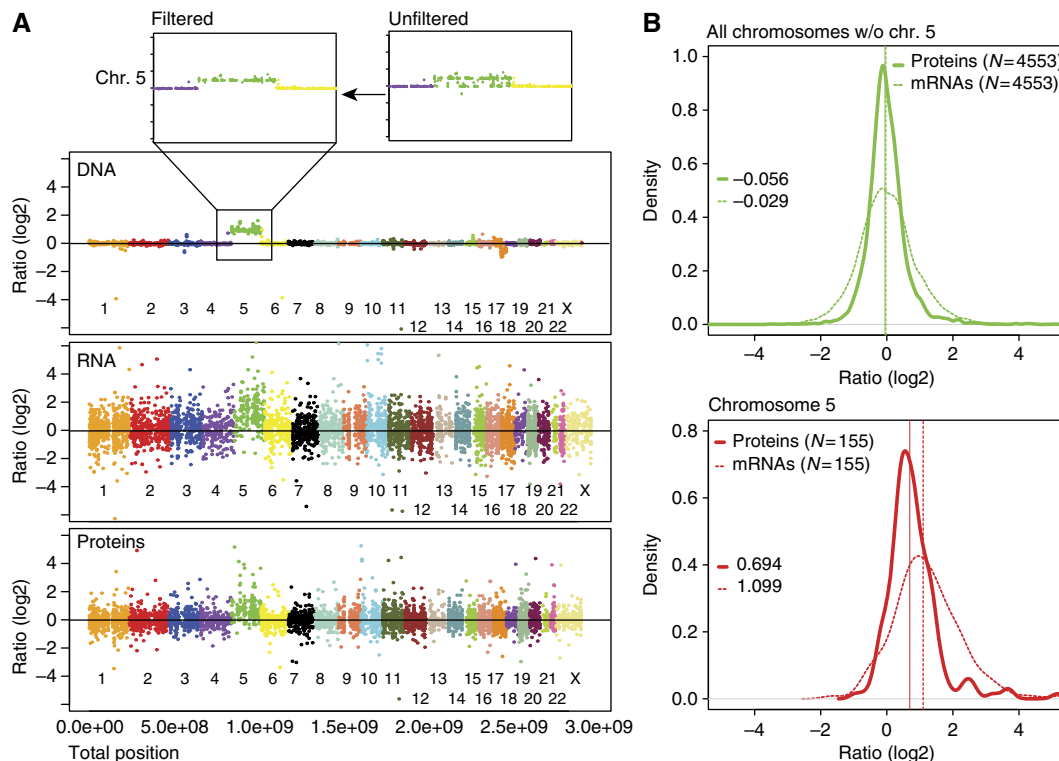 A
Filtered
Unfiltered
Chr. 5
DNA
Ratio (log2)
4
2
0
−2
−4
1 2 3 4 5 6 7 8 9 10 11 13 15 17 19 21 X
12 14 16 18 20 22
RNA
Ratio (log2)
4
2
0
−2
−4
1 2 3 4 5 6 7 8 9 10 11 13 15 17 19 21 X
12 14 16 18 20 22
Proteins
Ratio (log2)
4
2
0
−2
−4
1 2 3 4 5 6 7 8 9 10 11 13 15 17 19 21 X
12 14 16 18 20 22
0.0e+00 5.0e+08 1.0e+09 1.5e+09 2.0e+09 2.5e+09 3.0e+09
Total position
B
All chromosomes w/o chr. 5
Proteins (N=4553)
mRNAs (N=4553)
−0.056
−0.029
Density
1.0
0.8
0.6
0.4
0.2
0.0
−4 −2 0 2 4
Ratio (log2)
Chromosome 5
Proteins (N=155)
mRNAs (N=155)
0.694
1.099
Density
0.8
0.6
0.4
0.2
0.0
−4 −2 0 2 4
Ratio (log2)